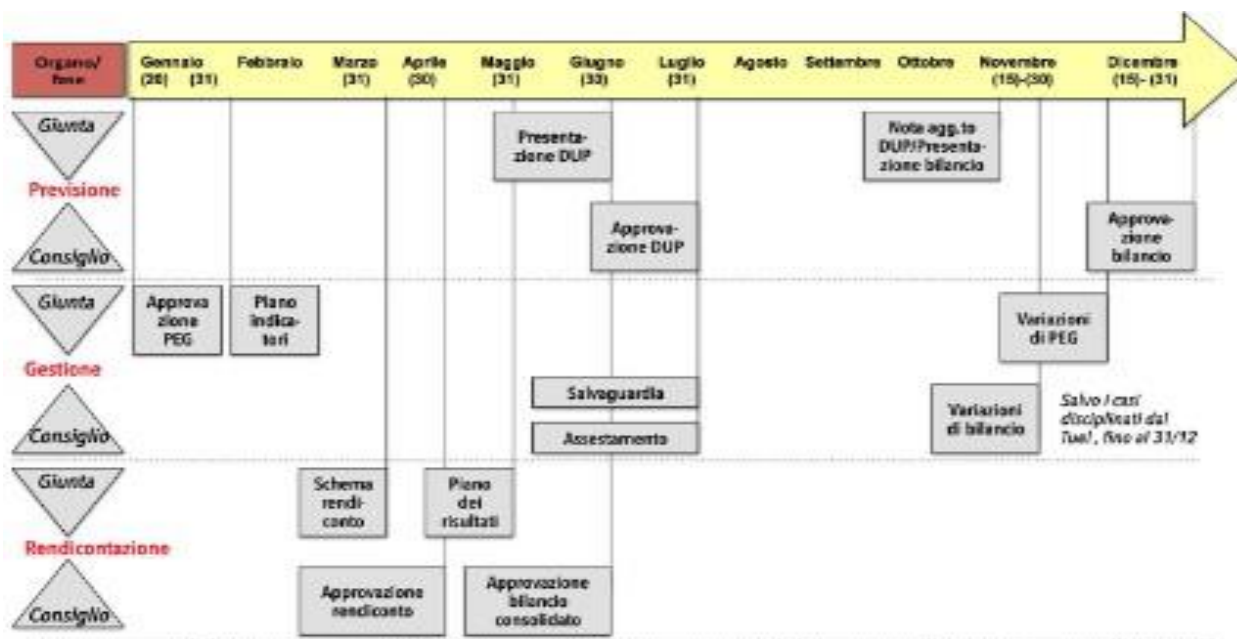 Organo/
fase
Gennaio
(20) (31)
Febbraio
Marzo
(31)
Aprile
(30)
Maggio
(31)
Giugno
(30)
Luglio
(31)
Agosto
Settembre
Ottobre
Novembre
(15)-(30)
Dicembre
(15)- (31)
Giunta
Previsione
Consiglio
Presenta-
zione DUP
Nota agg.to
DUP/Presenta-
zione bilancio
Approva-
zione DUP
Approva-
zione
bilancio
Giunta
Gestione
Consiglio
Approva
zione
PEG
Piano
indica-
tori
Variazioni
di PEG
Salvaguardia
Assestamento
Variazioni
di bilancio
Salvo i casi
disciplinati dal
Tuel, fino al 31/12
Giunta
Rendicontazione
Consiglio
Schema
rendi-
conto
Piano
dei
risultati
Approvazione
rendiconto
Approvazione
bilancio
consolidato